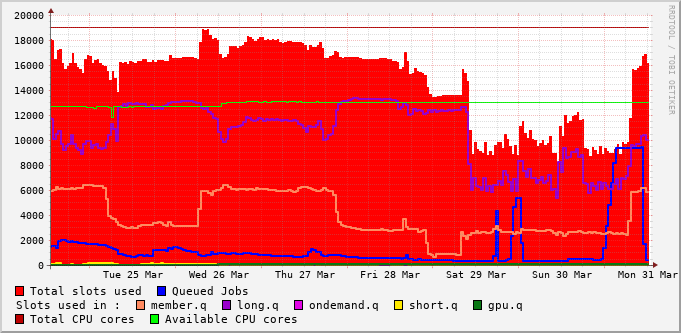 20000
18000
16000
14000
12000
10000
8000
6000
4000
2000
0
Tue 25 Mar Wed 26 Mar Thu 27 Mar Fri 28 Mar Sat 29 Mar Sun 30 Mar Mon 31 Mar
Total slots used Queued Jobs
Slots used in : member.q long.q ondemand.q short.q gpu.q
Total CPU cores Available CPU cores
RRDTOOL / TOBI OETIKER